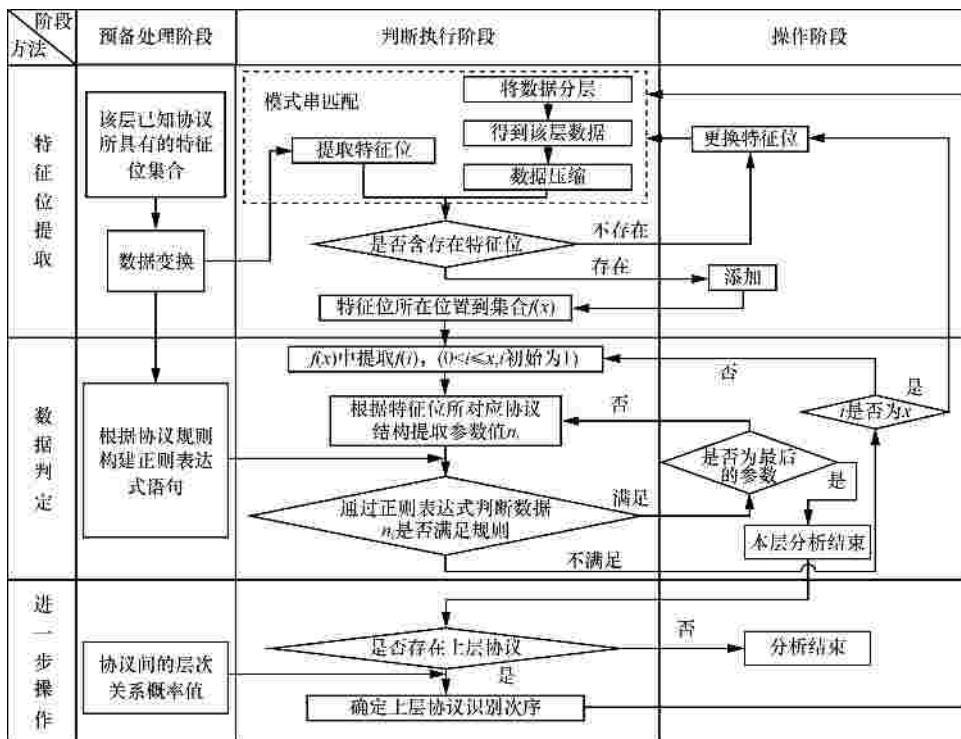 阶段
方法
预备处理阶段
判断执行阶段
操作阶段
特征位提取
该层已知协议
所具有的特征
位集合
数据变换
模式串匹配
提取特征位
将数据分层
得到该层数据
数据压缩
更换特征位
是否含存在特征位
不存在
存在
添加
特征位所在位置到集合f(x)
数据判定
根据协议规则
构建正则表达
式语句
f(x)中提取f(i)，(0<i≤x,i初始为1)
否
根据特征位所对应协议
结构提取参数值ni
否
是
i是否为x
是否为最后
的参数
是
通过正则表达式判断数据
ni是否满足规则
满足
不满足
本层分析结束
进一步操作
协议间的层次
关系概率值
是否存在上层协议
否
分析结束
是
确定上层协议识别次序